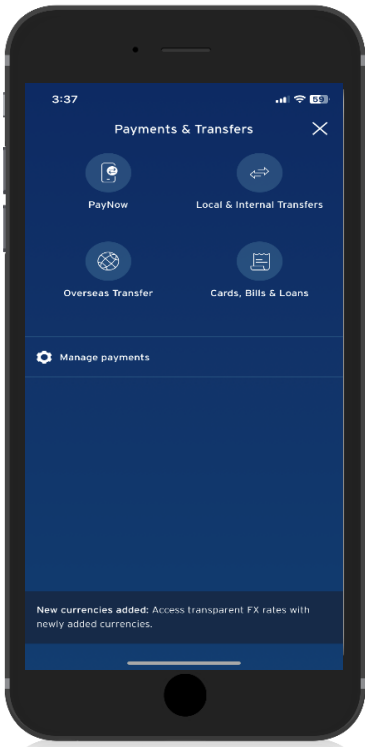 3:37
59
Payments & Transfers
PayNow
Local & Internal Transfers
Overseas Transfer
Cards, Bills & Loans
Manage payments
New currencies added: Access transparent FX rates with
newly added currencies.